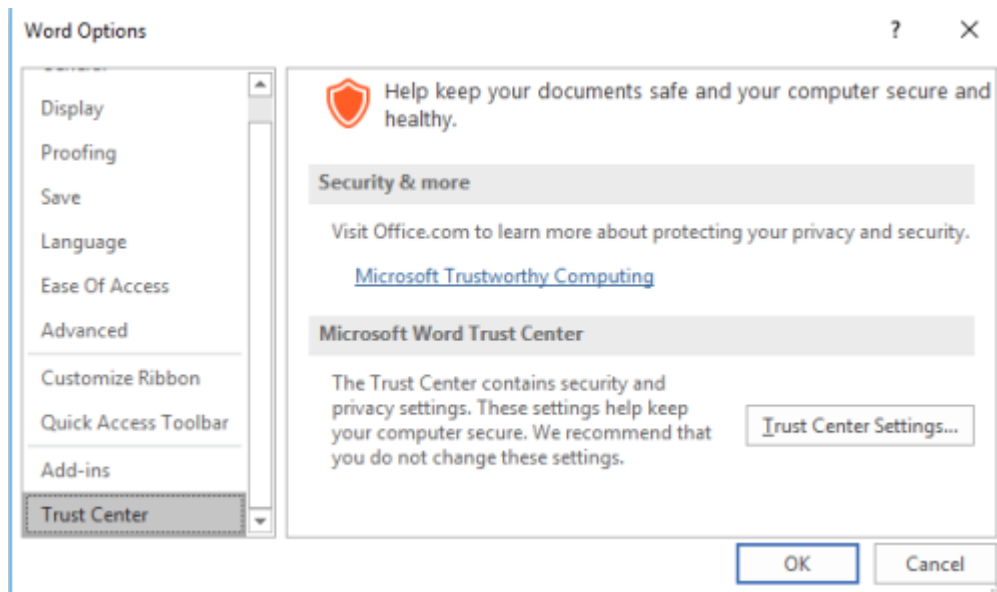 Word Options
?
Display
Proofing
Save
Language
Ease Of Access
Advanced
Customize Ribbon
Quick Access Toolbar
Add-ins
Trust Center
Help keep your documents safe and your computer secure and
healthy.
Security & more
Visit Office.com to learn more about protecting your privacy and security.
Microsoft Trustworthy Computing
Microsoft Word Trust Center
The Trust Center contains security and
privacy settings. These settings help keep
your computer secure. We recommend that
you do not change these settings.
Trust Center Settings...
OK
Cancel